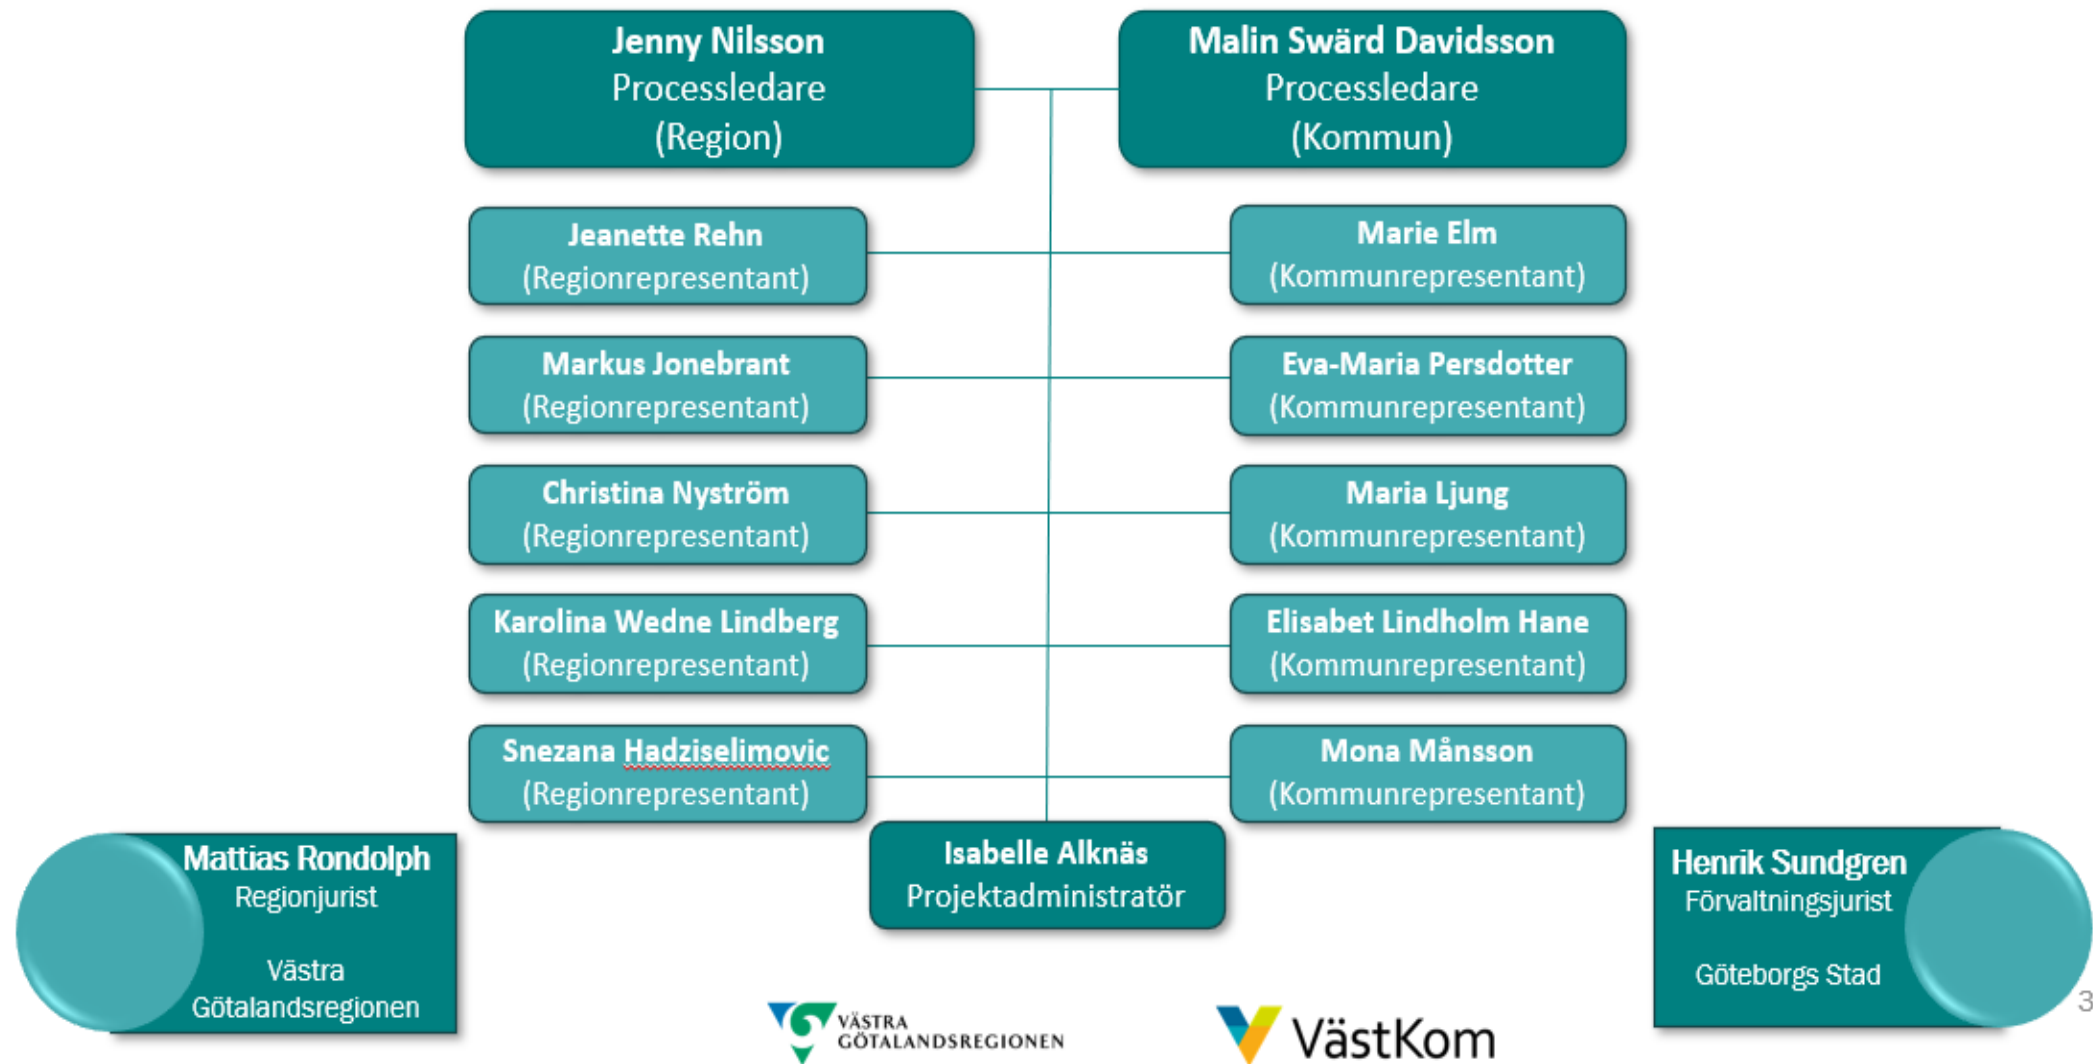 Jenny Nilsson
Processledare
(Region)
Malin Swärd Davidsson
Processledare
(Kommun)
Jeanette Rehn
(Regionrepresentant)
Marie Elm
(Kommunrepresentant)
Markus Jonebrant
(Regionrepresentant)
Eva-Maria Persdotter
(Kommunrepresentant)
Christina Nyström
(Regionrepresentant)
Maria Ljung
(Kommunrepresentant)
Karolina Wedne Lindberg
(Regionrepresentant)
Elisabet Lindholm Hane
(Kommunrepresentant)
Snezana Hadziselimovic
(Regionrepresentant)
Mona Månsson
(Kommunrepresentant)
Mattias Rondolph
Regionjurist
Västra
Götalandsregionen
Isabelle Alknäs
Projektadministratör
Henrik Sundgren
Förvaltningsjurist
Göteborgs Stad
VÄSTRA
GÖTALANDSREGIONEN
VästKom
3